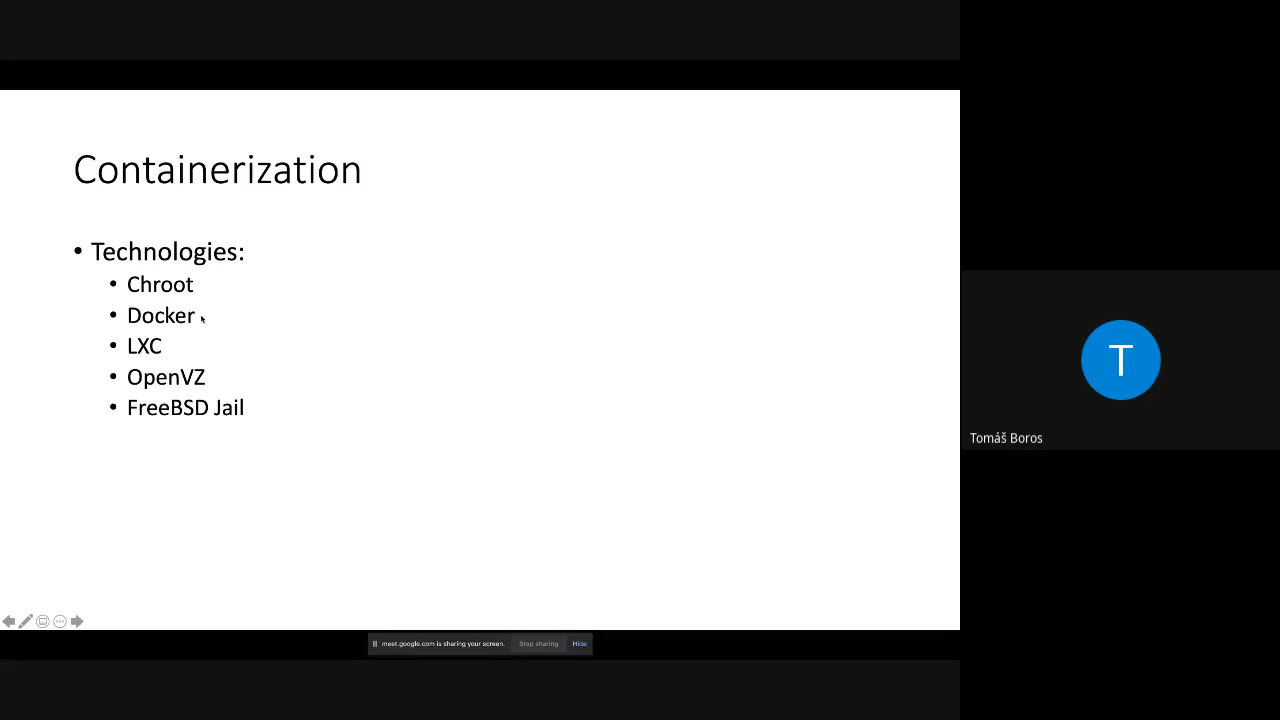 Containerization
• Technologies:
• Chroot
• Docker
• LXC
• OpenVZ
• FreeBSD Jail
meet.google.com is sharing your screen. Stop sharing Hide
T
Tomáš Boros